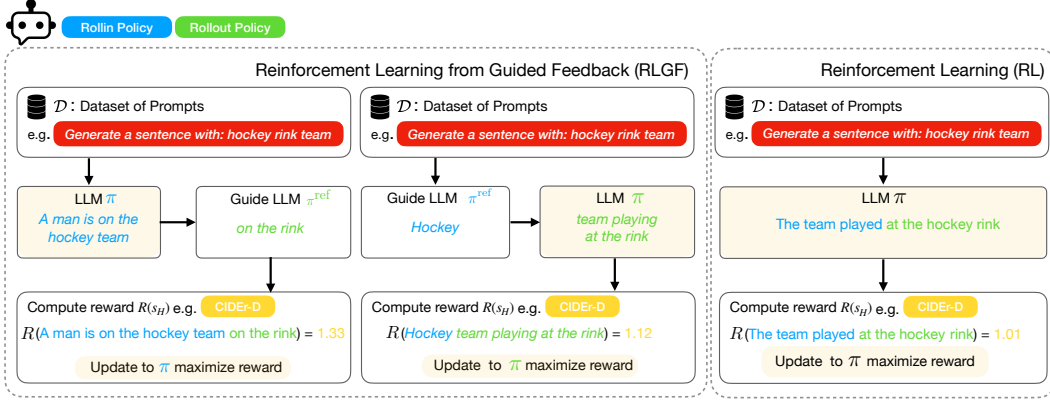 Rollin Policy
Rollout Policy
Reinforcement Learning from Guided Feedback (RLGF)
𝒟 : Dataset of Prompts
e.g. Generate a sentence with: hockey rink team
LLM π
A man is on the
hockey team
Guide LLM π^ref
on the rink
Compute reward R(s_H) e.g. CIDEr-D
R(A man is on the hockey team on the rink) = 1.33
Update to π maximize reward
𝒟 : Dataset of Prompts
e.g. Generate a sentence with: hockey rink team
Guide LLM π^ref
Hockey
LLM π
team playing
at the rink
Compute reward R(s_H) e.g. CIDEr-D
R(Hockey team playing at the rink) = 1.12
Update to π maximize reward
Reinforcement Learning (RL)
𝒟 : Dataset of Prompts
e.g. Generate a sentence with: hockey rink team
LLM π
The team played at the hockey rink
Compute reward R(s_H) e.g. CIDEr-D
R(The team played at the hockey rink) = 1.01
Update to π maximize reward